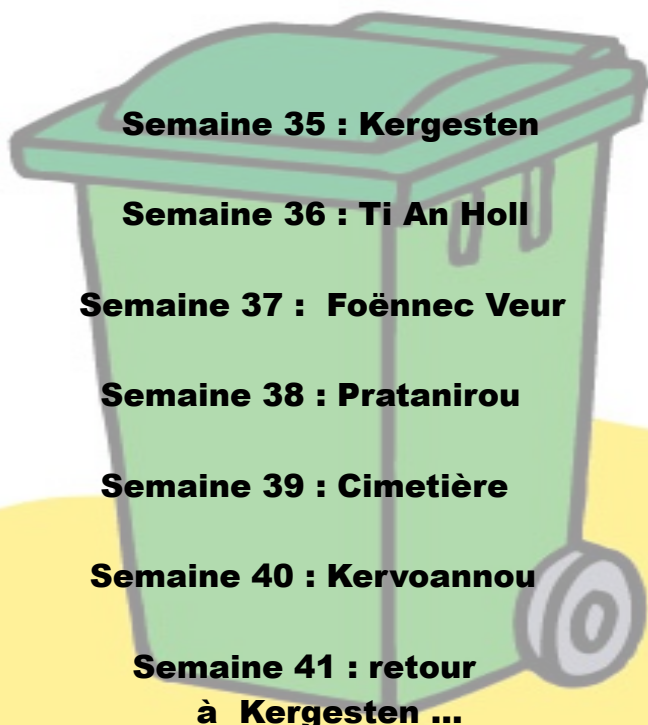 Semaine 35 : Kergesten
Semaine 36 : Ti An Holl
Semaine 37 :  Foënnec Veur
Semaine 38 : Pratanirou
Semaine 39 : Cimetière
Semaine 40 : Kervoannou
Semaine 41 : retour
à  Kergesten ...